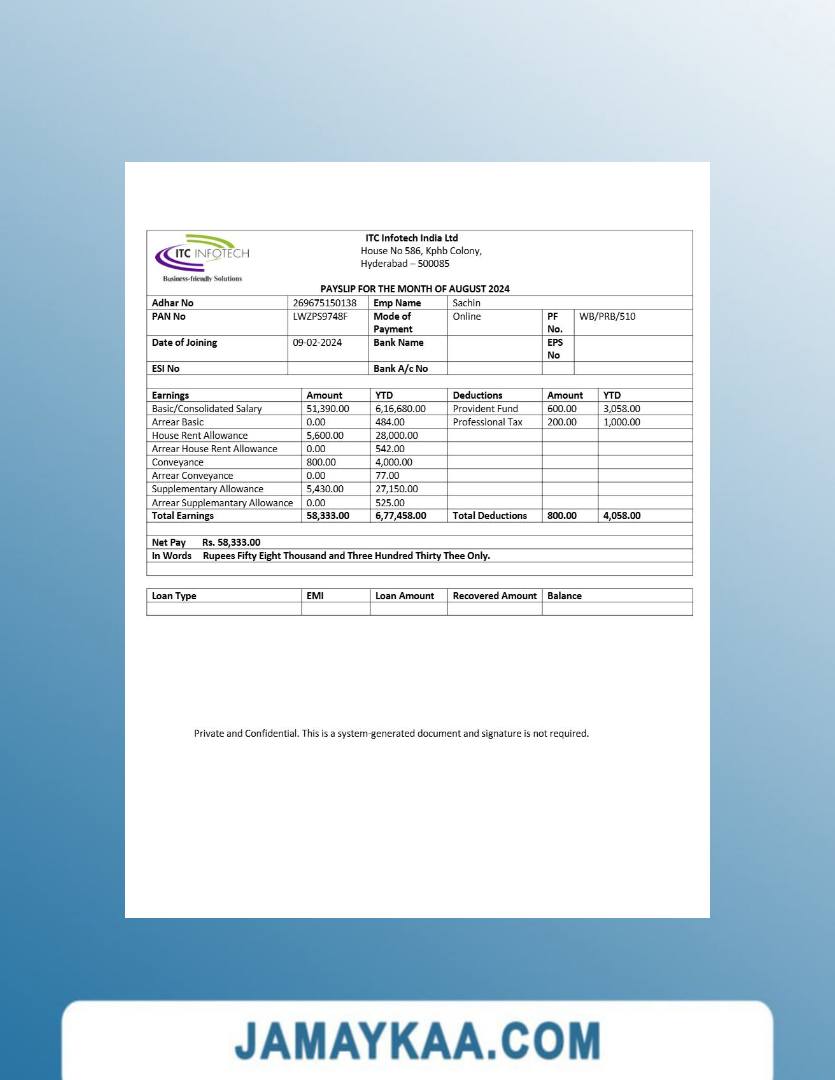 ITC INFOTECH
Business-friendly Solutions
ITC Infotech India Ltd
House No 586, Kphb Colony,
Hyderabad – 500085
PAYSLIP FOR THE MONTH OF AUGUST 2024
Adhar No 269675150138 Emp Name Sachin
PAN No LWZPS9748F Mode of Payment Online PF No. WB/PRB/510
Date of Joining 09-02-2024 Bank Name EPS No
ESI No Bank A/c No
Earnings Amount YTD Deductions Amount YTD
Basic/Consolidated Salary 51,390.00 6,16,680.00 Provident Fund 600.00 3,058.00
Arrear Basic 0.00 484.00 Professional Tax 200.00 1,000.00
House Rent Allowance 5,600.00 28,000.00
Arrear House Rent Allowance 0.00 542.00
Conveyance 800.00 4,000.00
Arrear Conveyance 0.00 77.00
Supplementary Allowance 5,430.00 27,150.00
Arrear Supplemantary Allowance 0.00 525.00
Total Earnings 58,333.00 6,77,458.00 Total Deductions 800.00 4,058.00
Net Pay Rs. 58,333.00
In Words Rupees Fifty Eight Thousand and Three Hundred Thirty Thee Only.
Loan Type EMI Loan Amount Recovered Amount Balance
Private and Confidential. This is a system-generated document and signature is not required.
JAMAYKAA.COM